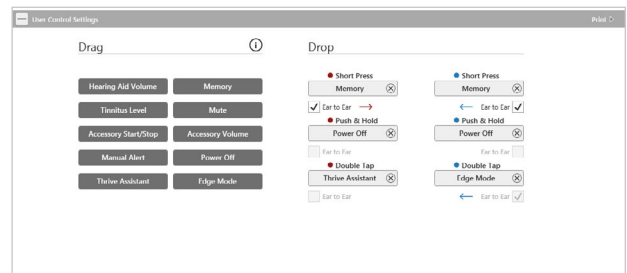 User Control Settings Print
Drag Drop
Short Press Short Press
Hearing Aid Volume Memory Memory Memory
Tinnitus Level Mute Ear to Ear Ear to Ear
Push & Hold Push & Hold
Accessory Start/Stop Accessory Volume Power Off Power Off
Manual Alert Power Off Ear to Ear Ear to Ear
Double Tap Double Tap
Thrive Assistant Edge Mode Thrive Assistant Edge Mode
Ear to Ear Ear to Ear